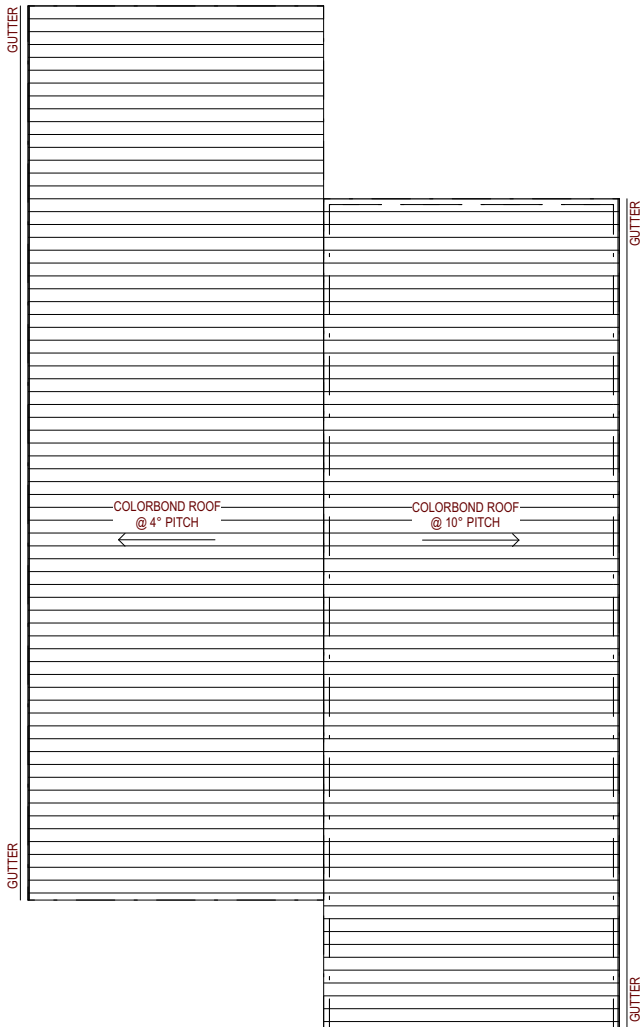 GUTTER
GUTTER
COLORBOND ROOF
@ 4° PITCH
COLORBOND ROOF
@ 10° PITCH
GUTTER
GUTTER